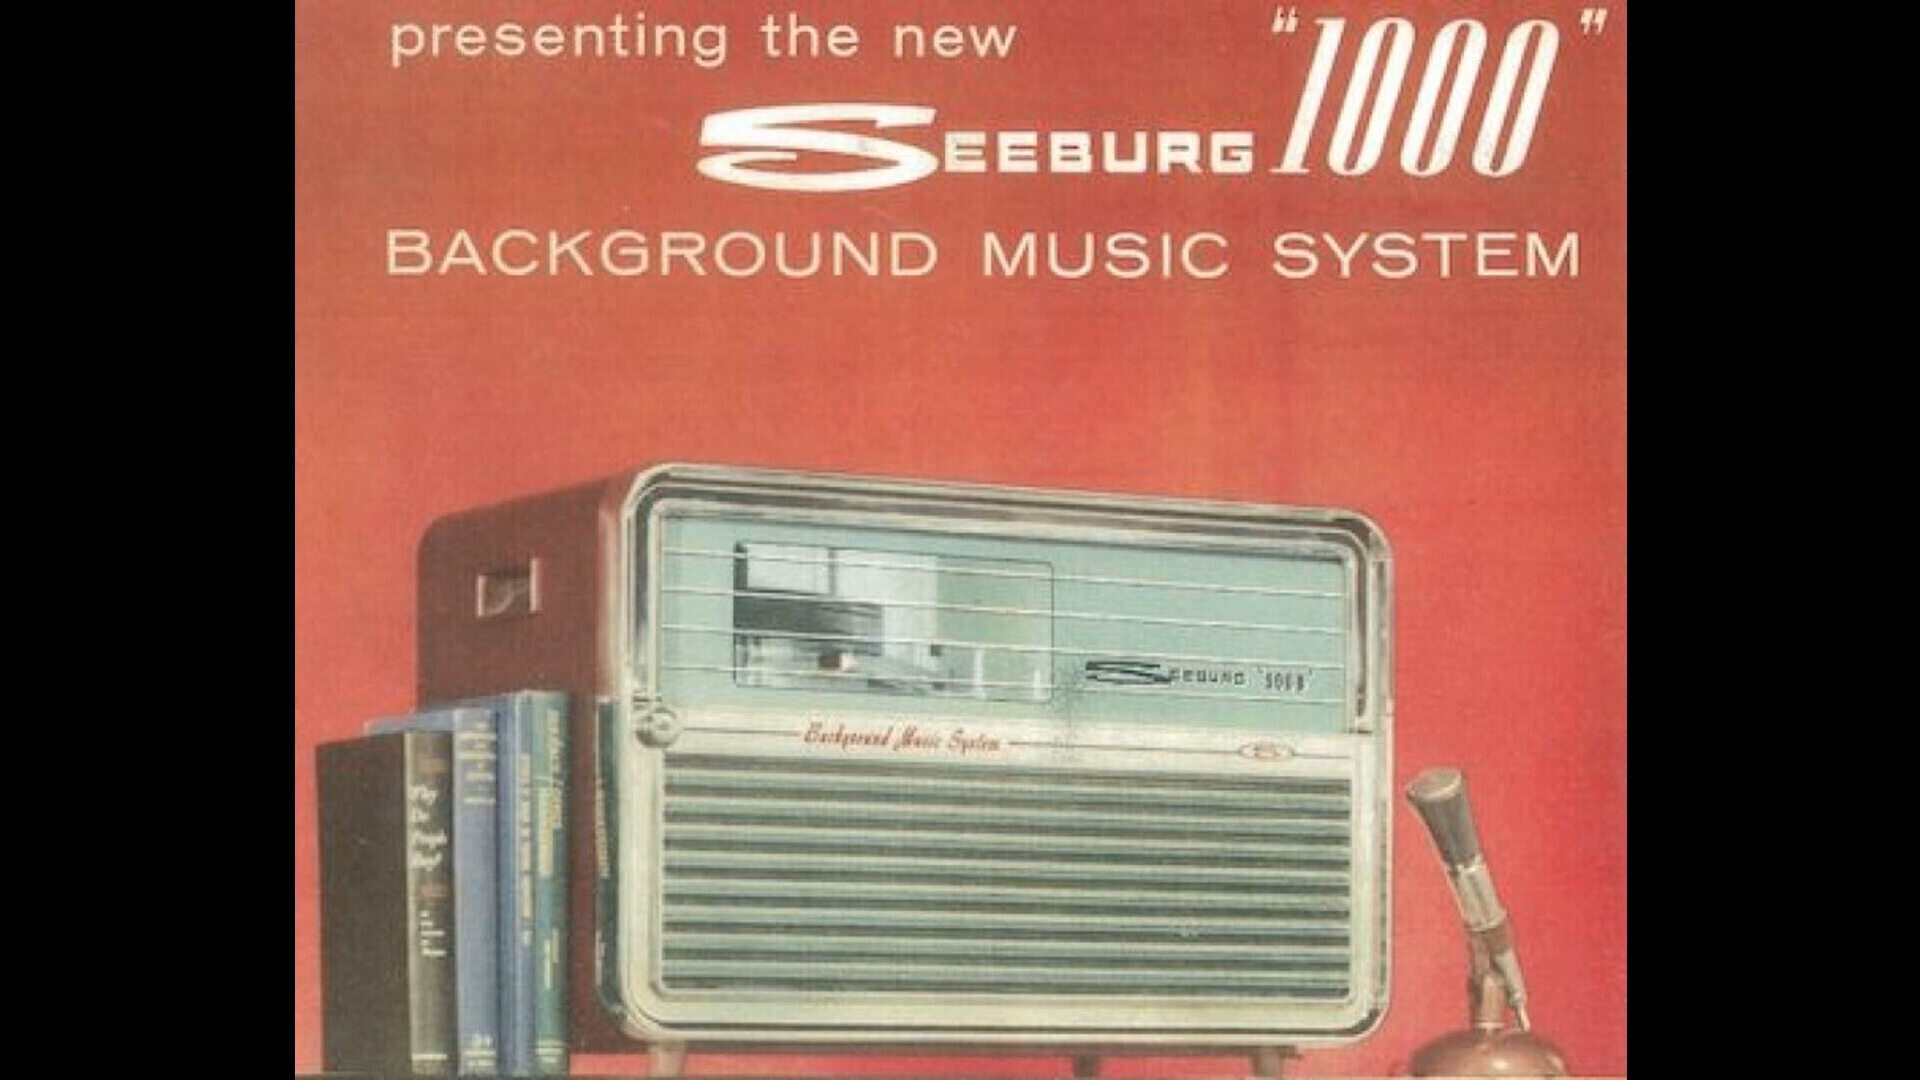 presenting the new
SEEBURG "1000"
BACKGROUND MUSIC SYSTEM
SEEBURG
Background Music System